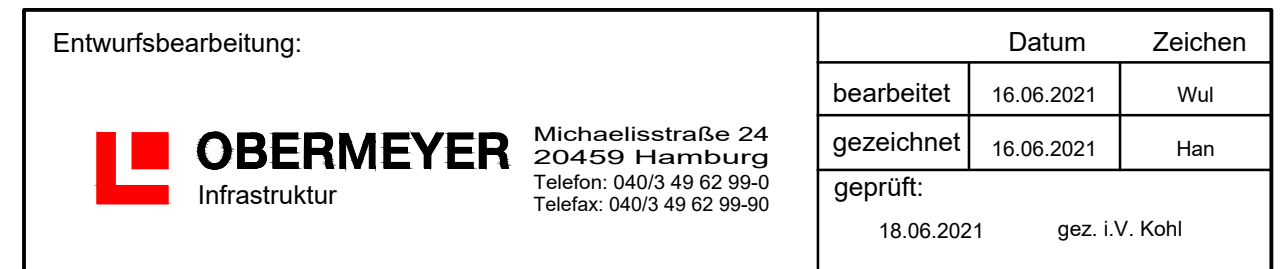 Entwurfsbearbeitung:
OBERMEYER
Infrastruktur
Michaelisstraße 24
20459 Hamburg
Telefon: 040/3 49 62 99-0
Telefax: 040/3 49 62 99-90
Datum Zeichen
bearbeitet 16.06.2021 Wul
gezeichnet 16.06.2021 Han
geprüft:
18.06.2021 gez. i.V. Kohl